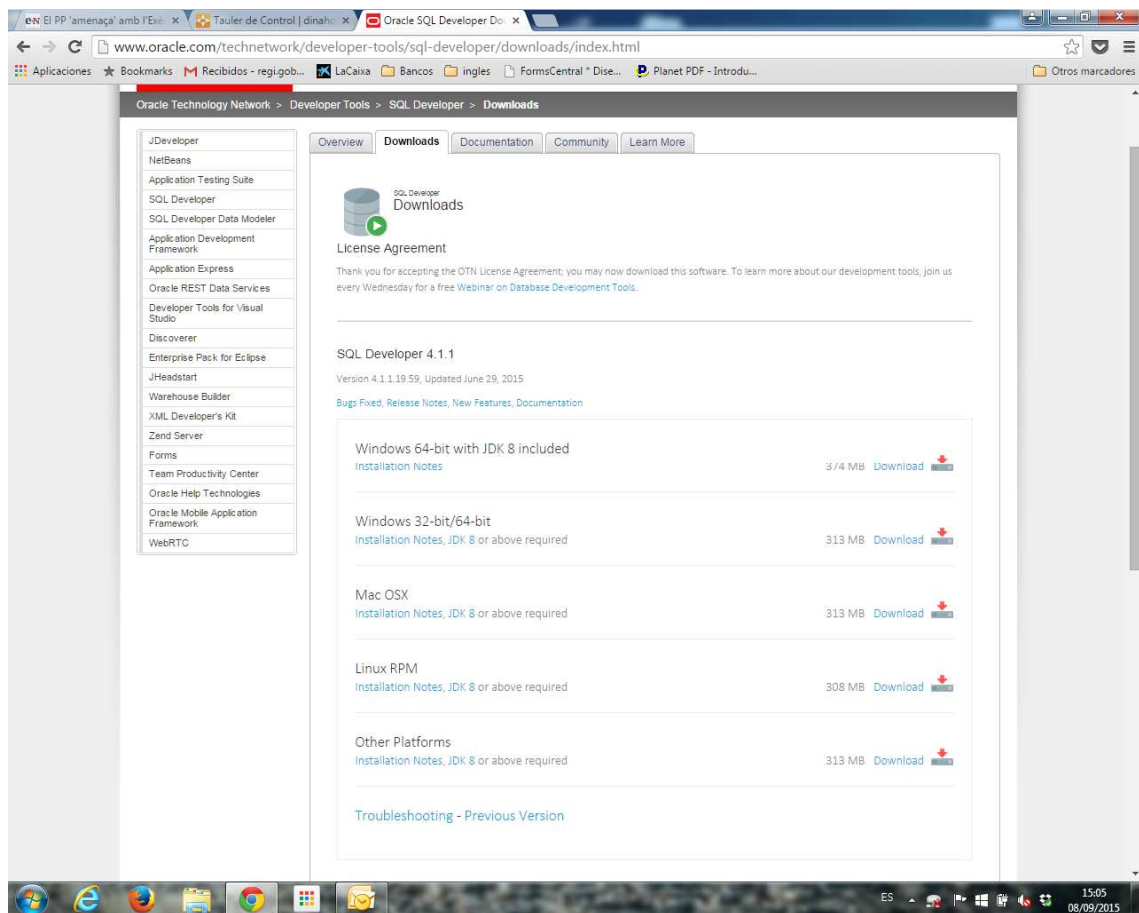 El PP 'amenaça' amb l'Exè
Tauler de Control | dinaho
Oracle SQL Developer Do
www.oracle.com/technetwork/developer-tools/sql-developer/downloads/index.html
Aplicaciones Bookmarks Recibidos - regi.gob... LaCaixa Bancos ingles FormsCentral * Dise... Planet PDF - Introdu... Otros marcadores
Oracle Technology Network > Developer Tools > SQL Developer > Downloads
JDeveloper
NetBeans
Application Testing Suite
SQL Developer
SQL Developer Data Modeler
Application Development
Framework
Application Express
Oracle REST Data Services
Developer Tools for Visual
Studio
Discoverer
Enterprise Pack for Eclipse
JHeadstart
Warehouse Builder
XML Developer's Kit
Zend Server
Forms
Team Productivity Center
Oracle Help Technologies
Oracle Mobile Application
Framework
WebRTC
Overview Downloads Documentation Community Learn More
SQL Developer
Downloads
License Agreement
Thank you for accepting the OTN License Agreement; you may now download this software. To learn more about our development tools, join us
every Wednesday for a free Webinar on Database Development Tools.
SQL Developer 4.1.1
Version 4.1.1.19.59, Updated June 29, 2015
Bugs Fixed, Release Notes, New Features, Documentation
Windows 64-bit with JDK 8 included
Installation Notes 374 MB Download
Windows 32-bit/64-bit
Installation Notes, JDK 8 or above required 313 MB Download
Mac OSX
Installation Notes, JDK 8 or above required 313 MB Download
Linux RPM
Installation Notes, JDK 8 or above required 308 MB Download
Other Platforms
Installation Notes, JDK 8 or above required 313 MB Download
Troubleshooting - Previous Version
ES
15:05
08/09/2015